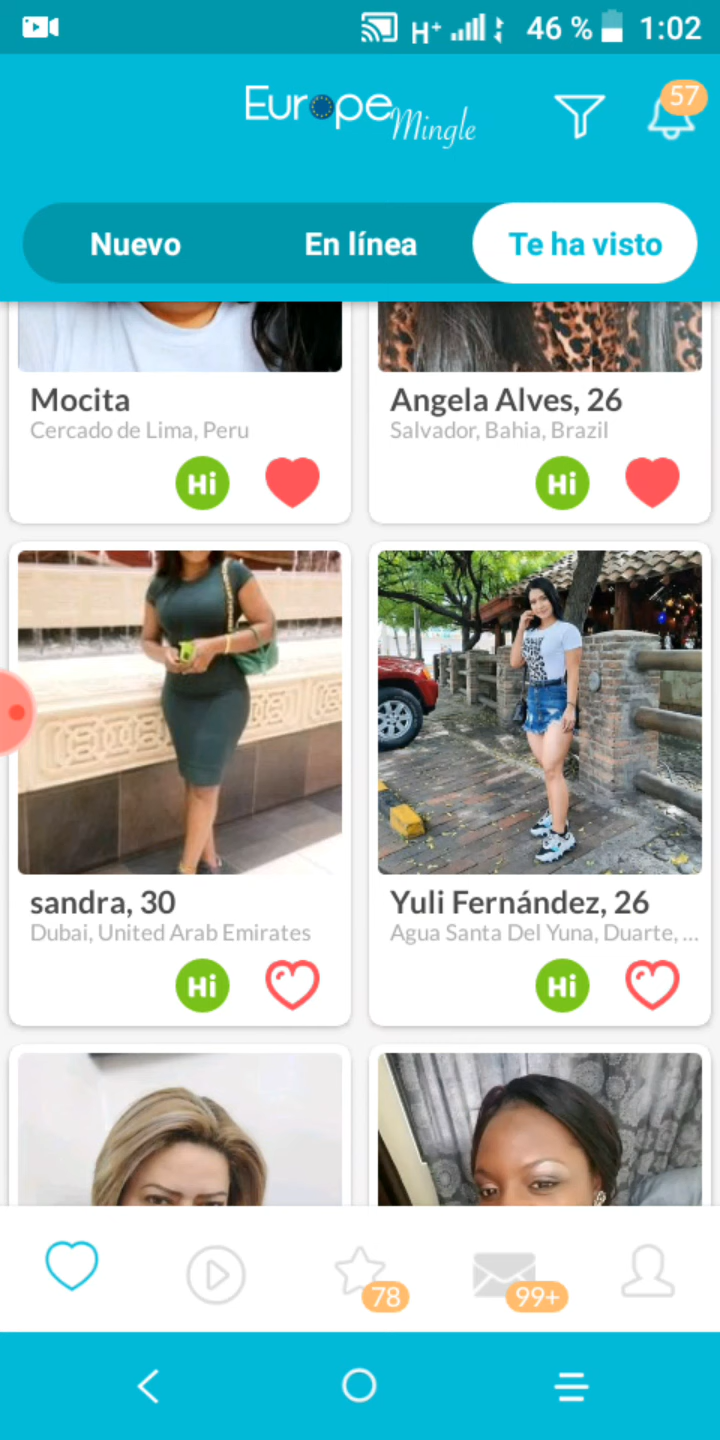 H+ 46 % 1:02
Europe Mingle 57
Nuevo En línea Te ha visto
Mocita
Cercado de Lima, Peru
Hi
Angela Alves, 26
Salvador, Bahia, Brazil
Hi
sandra, 30
Dubai, United Arab Emirates
Hi
Yuli Fernández, 26
Agua Santa Del Yuna, Duarte, ...
Hi
78 99+